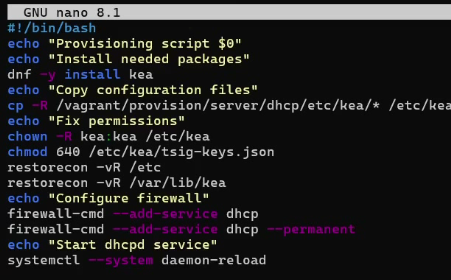 GNU nano 8.1
#!/bin/bash
echo "Provisioning script $0"
echo "Install needed packages"
dnf -y install kea
echo "Copy configuration files"
cp -R /vagrant/provision/server/dhcp/etc/kea/* /etc/kea
echo "Fix permissions"
chown -R kea:kea /etc/kea
chmod 640 /etc/kea/tsig-keys.json
restorecon -vR /etc
restorecon -vR /var/lib/kea
echo "Configure firewall"
firewall-cmd --add-service dhcp
firewall-cmd --add-service dhcp --permanent
echo "Start dhcpd service"
systemctl --system daemon-reload